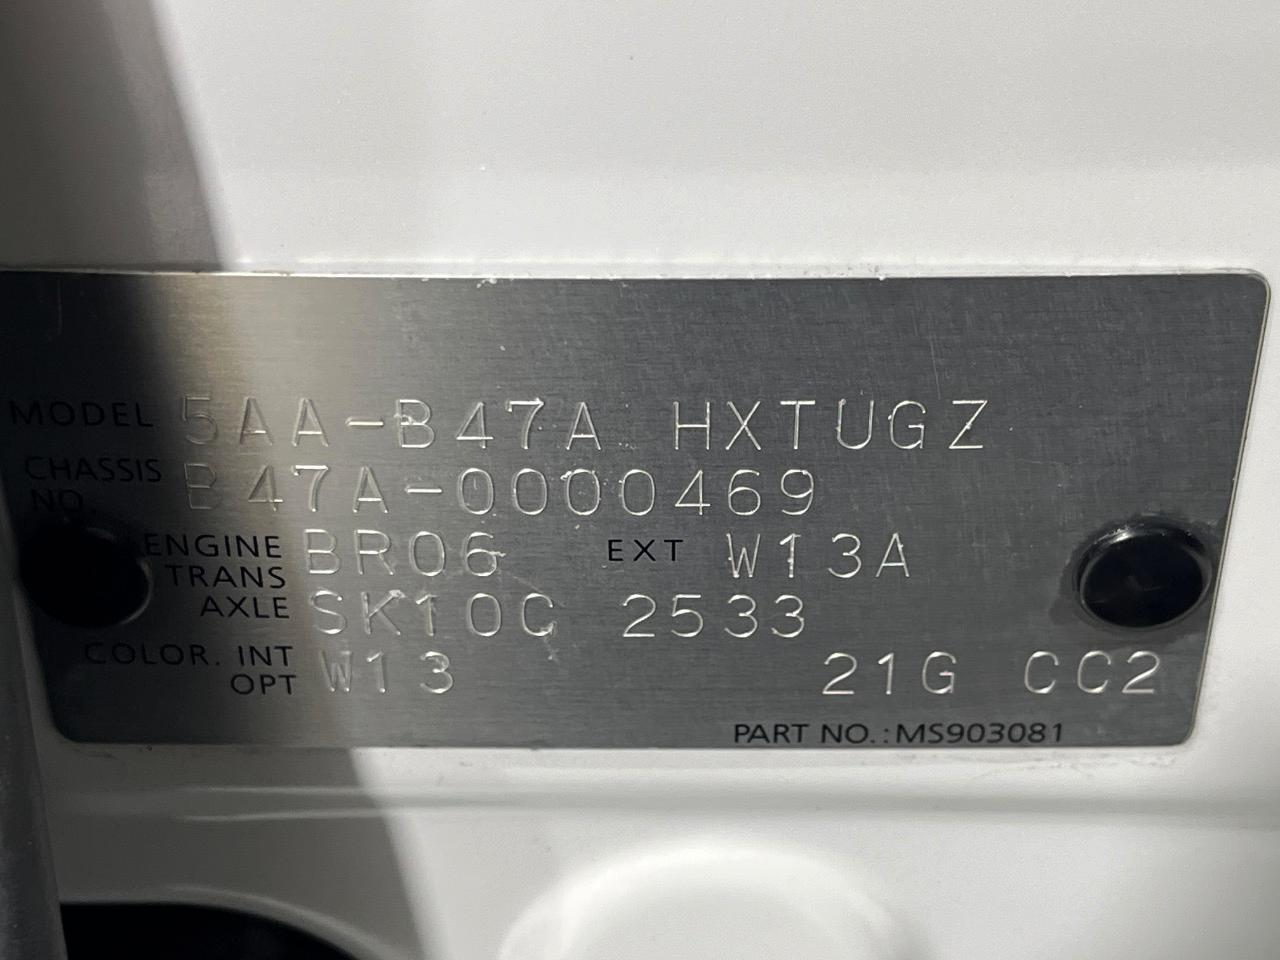 MODEL 5AA-B47A HXTUGZ
CHASSIS NO. B47A-0000469
ENGINE BR06 EXT W13A
TRANS AXLE SK10C 2533
COLOR. INT OPT W13 21G CC2
PART NO.:MS903081